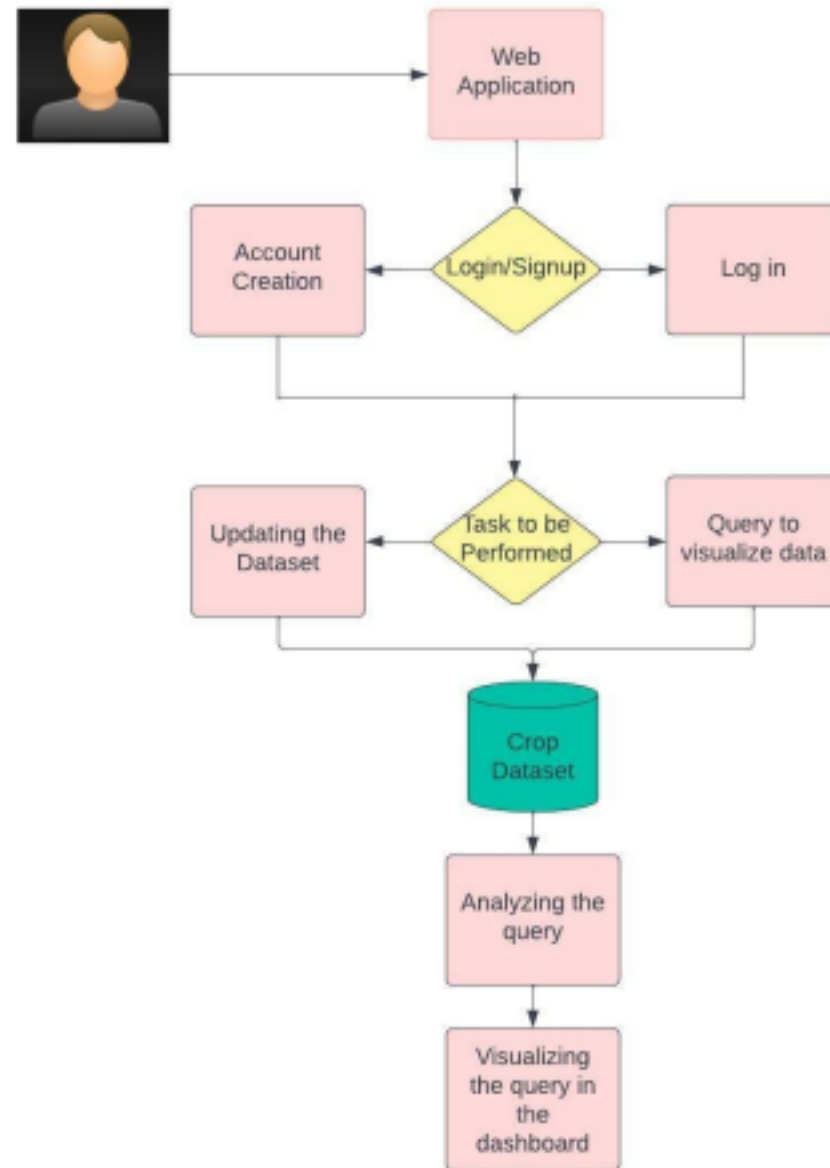 Web
Application
Account
Creation
Login/Signup
Log in
Updating the
Dataset
Task to be
Performed
Query to
visualize data
Crop
Dataset
Analyzing the
query
Visualizing
the query in
the
dashboard